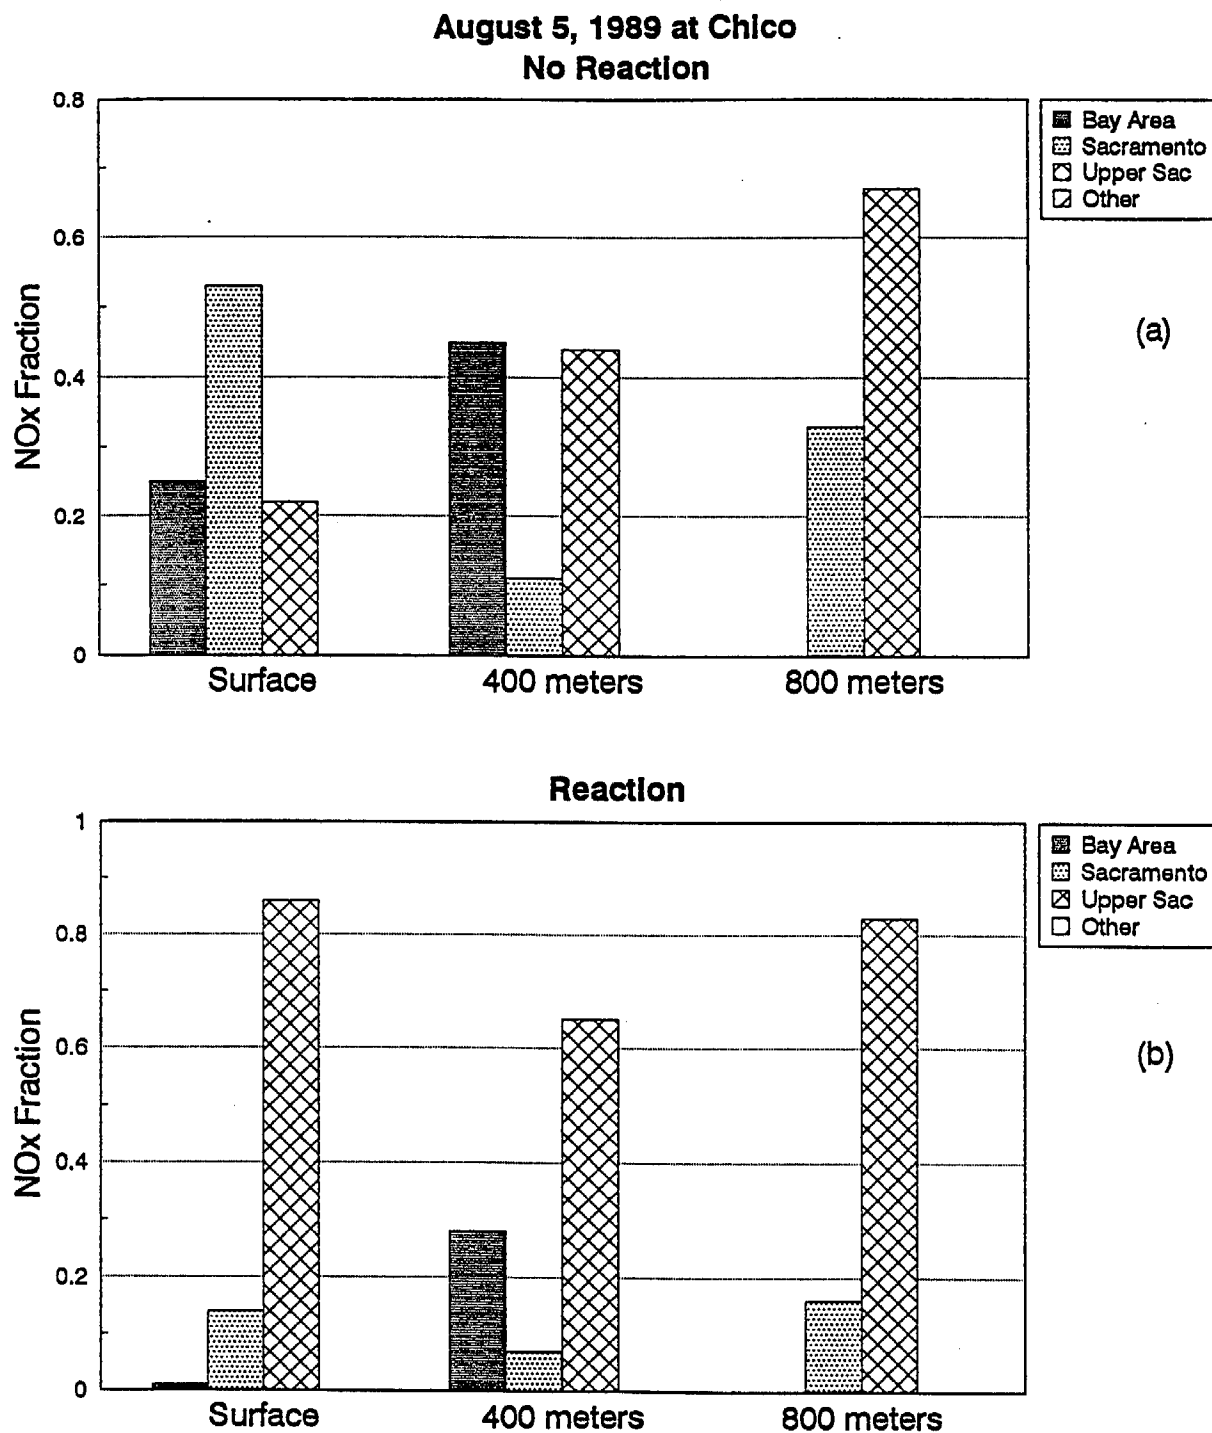 August 5, 1989 at Chico
No Reaction
0.8
0.6
0.4
0.2
0
NOx Fraction
Surface
400 meters
800 meters
Bay Area
Sacramento
Upper Sac
Other
(a)
Reaction
1
0.8
0.6
0.4
0.2
0
NOx Fraction
Surface
400 meters
800 meters
Bay Area
Sacramento
Upper Sac
Other
(b)